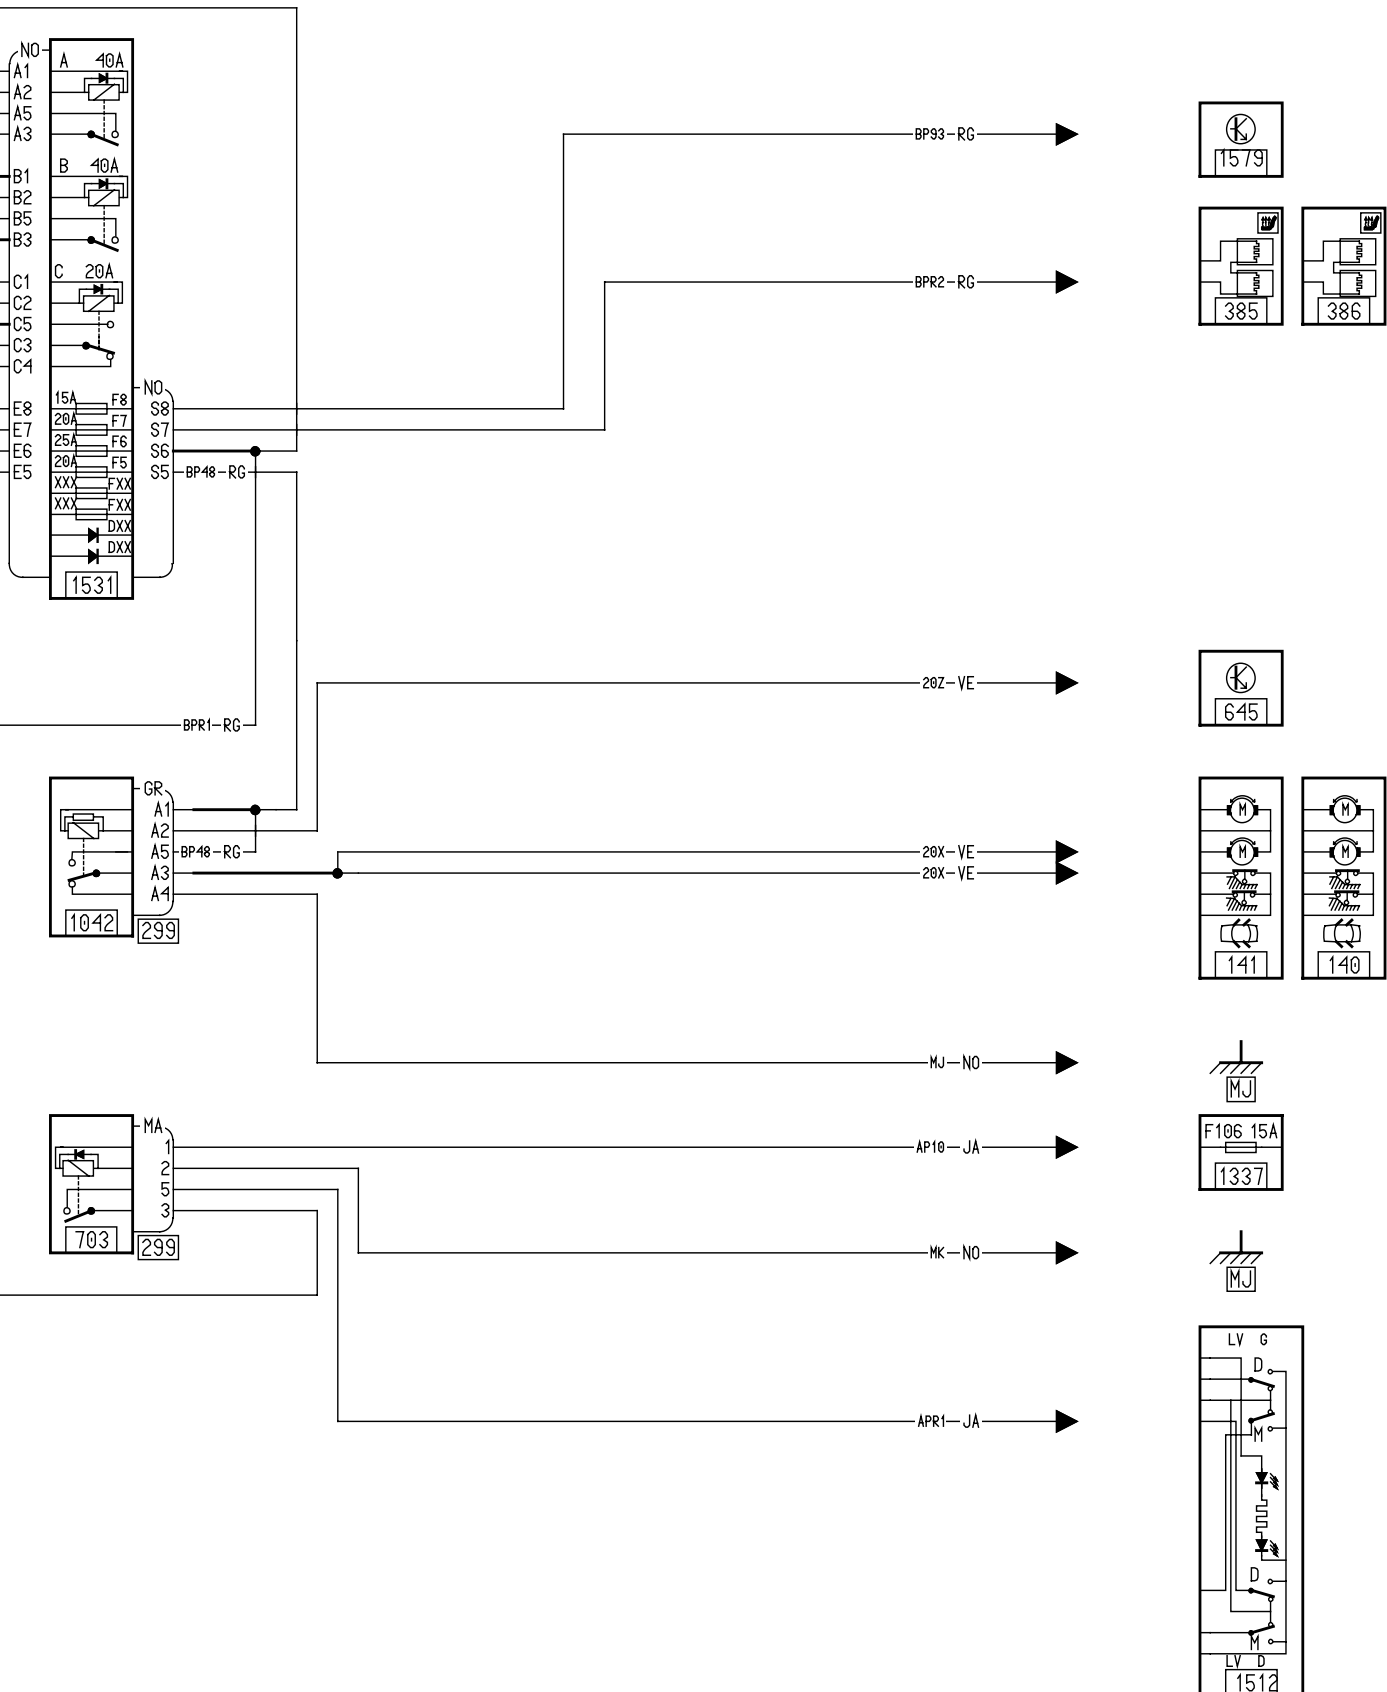 NO
A 40A
A1
A2
A5
A3
B 40A
B1
B2
B5
B3
C 20A
C1
C2
C5
C3
C4
NO
15A F8
E8 S8
20A F7
E7 S7
25A F6
E6 S6
20A F5
E5 S5 BP48-RG
XXX FXX
XXX FXX
DXX
DXX
1531
BP93-RG
1579
BPR2-RG
385 386
20Z-VE
645
BPR1-RG
GR
A1
A2
A5 BP48-RG
A3
A4
1042
299
20X-VE
20X-VE
M M
M M
141 140
MJ-NO
MJ
MA
1
2
5
3
703
299
AP10-JA
F106 15A
1337
MK-NO
MJ
APR1-JA
LV G
D
M
D
M
LV D
1512